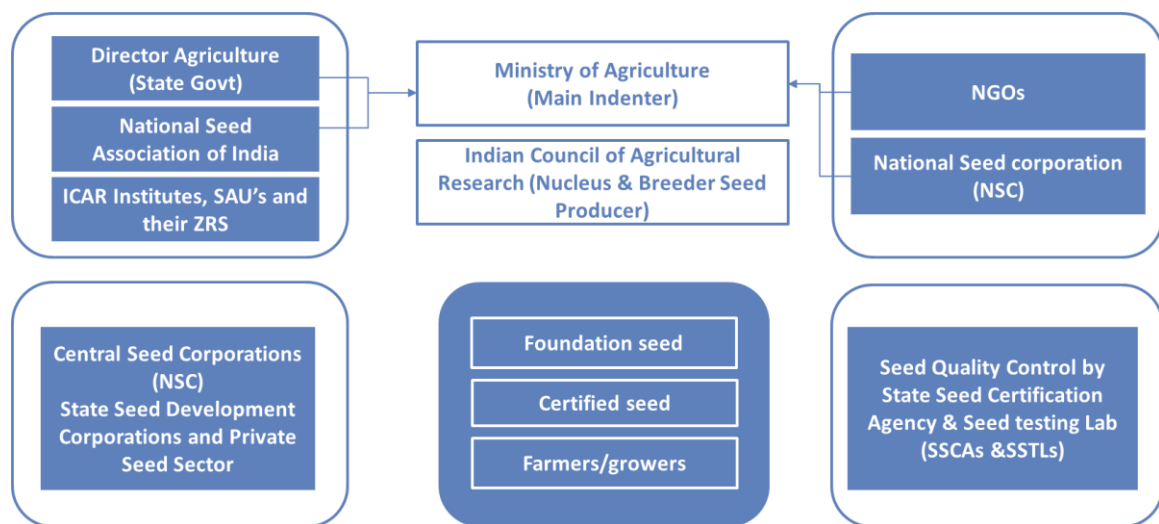 Director Agriculture
(State Govt)
National Seed
Association of India
ICAR Institutes, SAU's and
their ZRS
Ministry of Agriculture
(Main Indenter)
Indian Council of Agricultural
Research (Nucleus & Breeder Seed
Producer)
NGOs
National Seed corporation
(NSC)
Central Seed Corporations
(NSC)
State Seed Development
Corporations and Private
Seed Sector
Foundation seed
Certified seed
Farmers/growers
Seed Quality Control by
State Seed Certification
Agency & Seed testing Lab
(SSCAs &SSTLs)